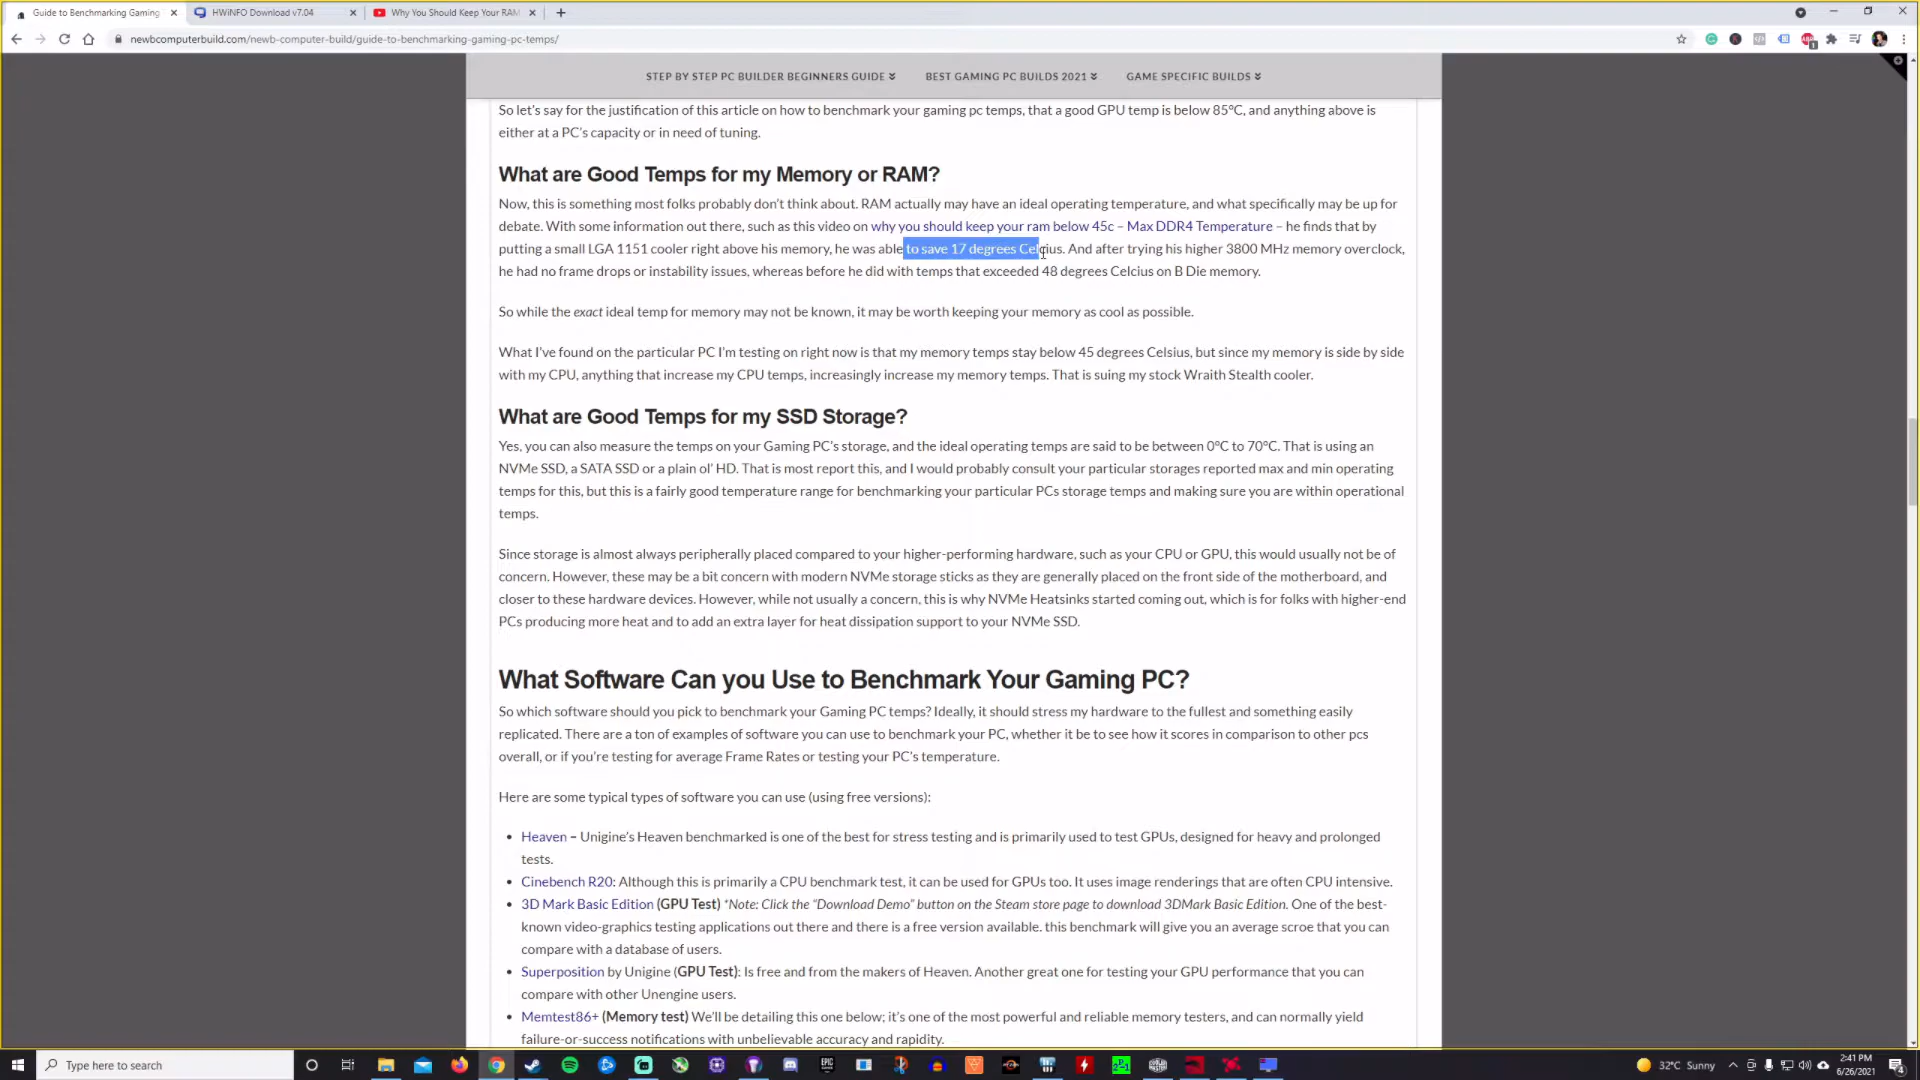 Guide to Benchmarking Gaming
HWiNFO Download v7.04
Why You Should Keep Your RAM
newbcomputerbuild.com/newb-computer-build/guide-to-benchmarking-gaming-pc-temps/
STEP BY STEP PC BUILDER BEGINNERS GUIDE
BEST GAMING PC BUILDS 2021
GAME SPECIFIC BUILDS
So let's say for the justification of this article on how to benchmark your gaming pc temps, that a good GPU temp is below 85°C, and anything above is
either at a PC's capacity or in need of tuning.
What are Good Temps for my Memory or RAM?
Now, this is something most folks probably don't think about. RAM actually may have an ideal operating temperature, and what specifically may be up for
debate. With some information out there, such as this video on why you should keep your ram below 45c – Max DDR4 Temperature – he finds that by
putting a small LGA 1151 cooler right above his memory, he was able to save 17 degrees Celsius. And after trying his higher 3800 MHz memory overclock,
he had no frame drops or instability issues, whereas before he did with temps that exceeded 48 degrees Celcius on B Die memory.
So while the exact ideal temp for memory may not be known, it may be worth keeping your memory as cool as possible.
What I've found on the particular PC I'm testing on right now is that my memory temps stay below 45 degrees Celsius, but since my memory is side by side
with my CPU, anything that increase my CPU temps, increasingly increase my memory temps. That is suing my stock Wraith Stealth cooler.
What are Good Temps for my SSD Storage?
Yes, you can also measure the temps on your Gaming PC's storage, and the ideal operating temps are said to be between 0°C to 70°C. That is using an
NVMe SSD, a SATA SSD or a plain ol' HD. That is most report this, and I would probably consult your particular storages reported max and min operating
temps for this, but this is a fairly good temperature range for benchmarking your particular PCs storage temps and making sure you are within operational
temps.
Since storage is almost always peripherally placed compared to your higher-performing hardware, such as your CPU or GPU, this would usually not be of
concern. However, these may be a bit concern with modern NVMe storage sticks as they are generally placed on the front side of the motherboard, and
closer to these hardware devices. However, while not usually a concern, this is why NVMe Heatsinks started coming out, which is for folks with higher-end
PCs producing more heat and to add an extra layer for heat dissipation support to your NVMe SSD.
What Software Can you Use to Benchmark Your Gaming PC?
So which software should you pick to benchmark your Gaming PC temps? Ideally, it should stress my hardware to the fullest and something easily
replicated. There are a ton of examples of software you can use to benchmark your PC, whether it be to see how it scores in comparison to other pcs
overall, or if you're testing for average Frame Rates or testing your PC's temperature.
Here are some typical types of software you can use (using free versions):
• Heaven – Unigine's Heaven benchmarked is one of the best for stress testing and is primarily used to test GPUs, designed for heavy and prolonged
tests.
• Cinebench R20: Although this is primarily a CPU benchmark test, it can be used for GPUs too. It uses image renderings that are often CPU intensive.
• 3D Mark Basic Edition (GPU Test) *Note: Click the "Download Demo" button on the Steam store page to download 3DMark Basic Edition. One of the best-
known video-graphics testing applications out there and there is a free version available. this benchmark will give you an average scroe that you can
compare with a database of users.
• Superposition by Unigine (GPU Test): Is free and from the makers of Heaven. Another great one for testing your GPU performance that you can
compare with other Unengine users.
• Memtest86+ (Memory test) We'll be detailing this one below; it's one of the most powerful and reliable memory testers, and can normally yield
failure-or-success notifications with unbelievable accuracy and rapidity.
Type here to search
32°C Sunny
2:41 PM
6/26/2021